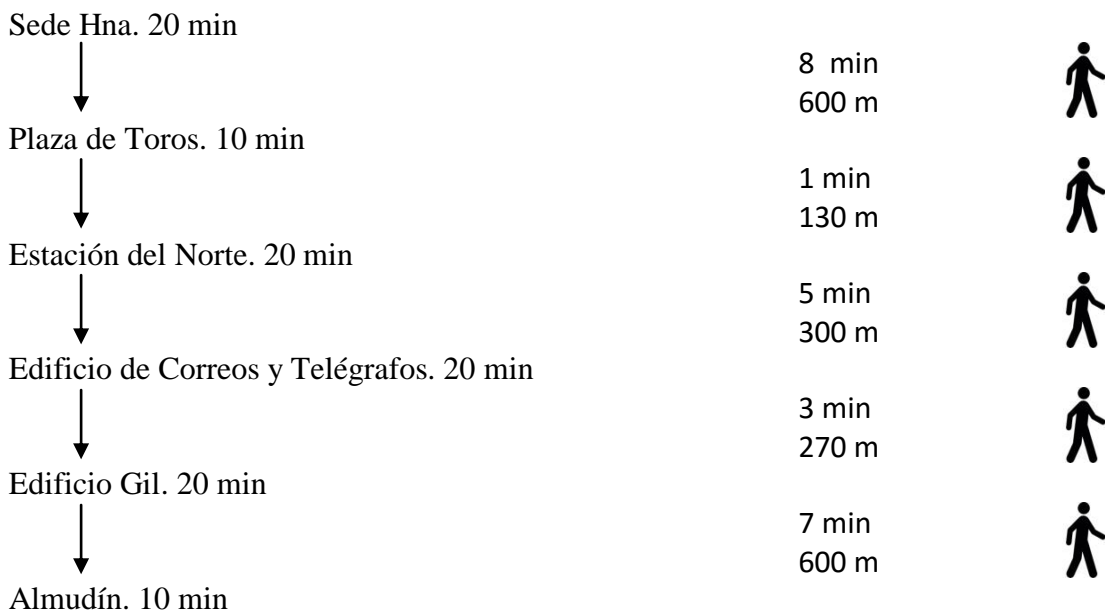 Sede Hna. 20 min
8 min
600 m
Plaza de Toros. 10 min
1 min
130 m
Estación del Norte. 20 min
5 min
300 m
Edificio de Correos y Telégrafos. 20 min
3 min
270 m
Edificio Gil. 20 min
7 min
600 m
Almudín. 10 min